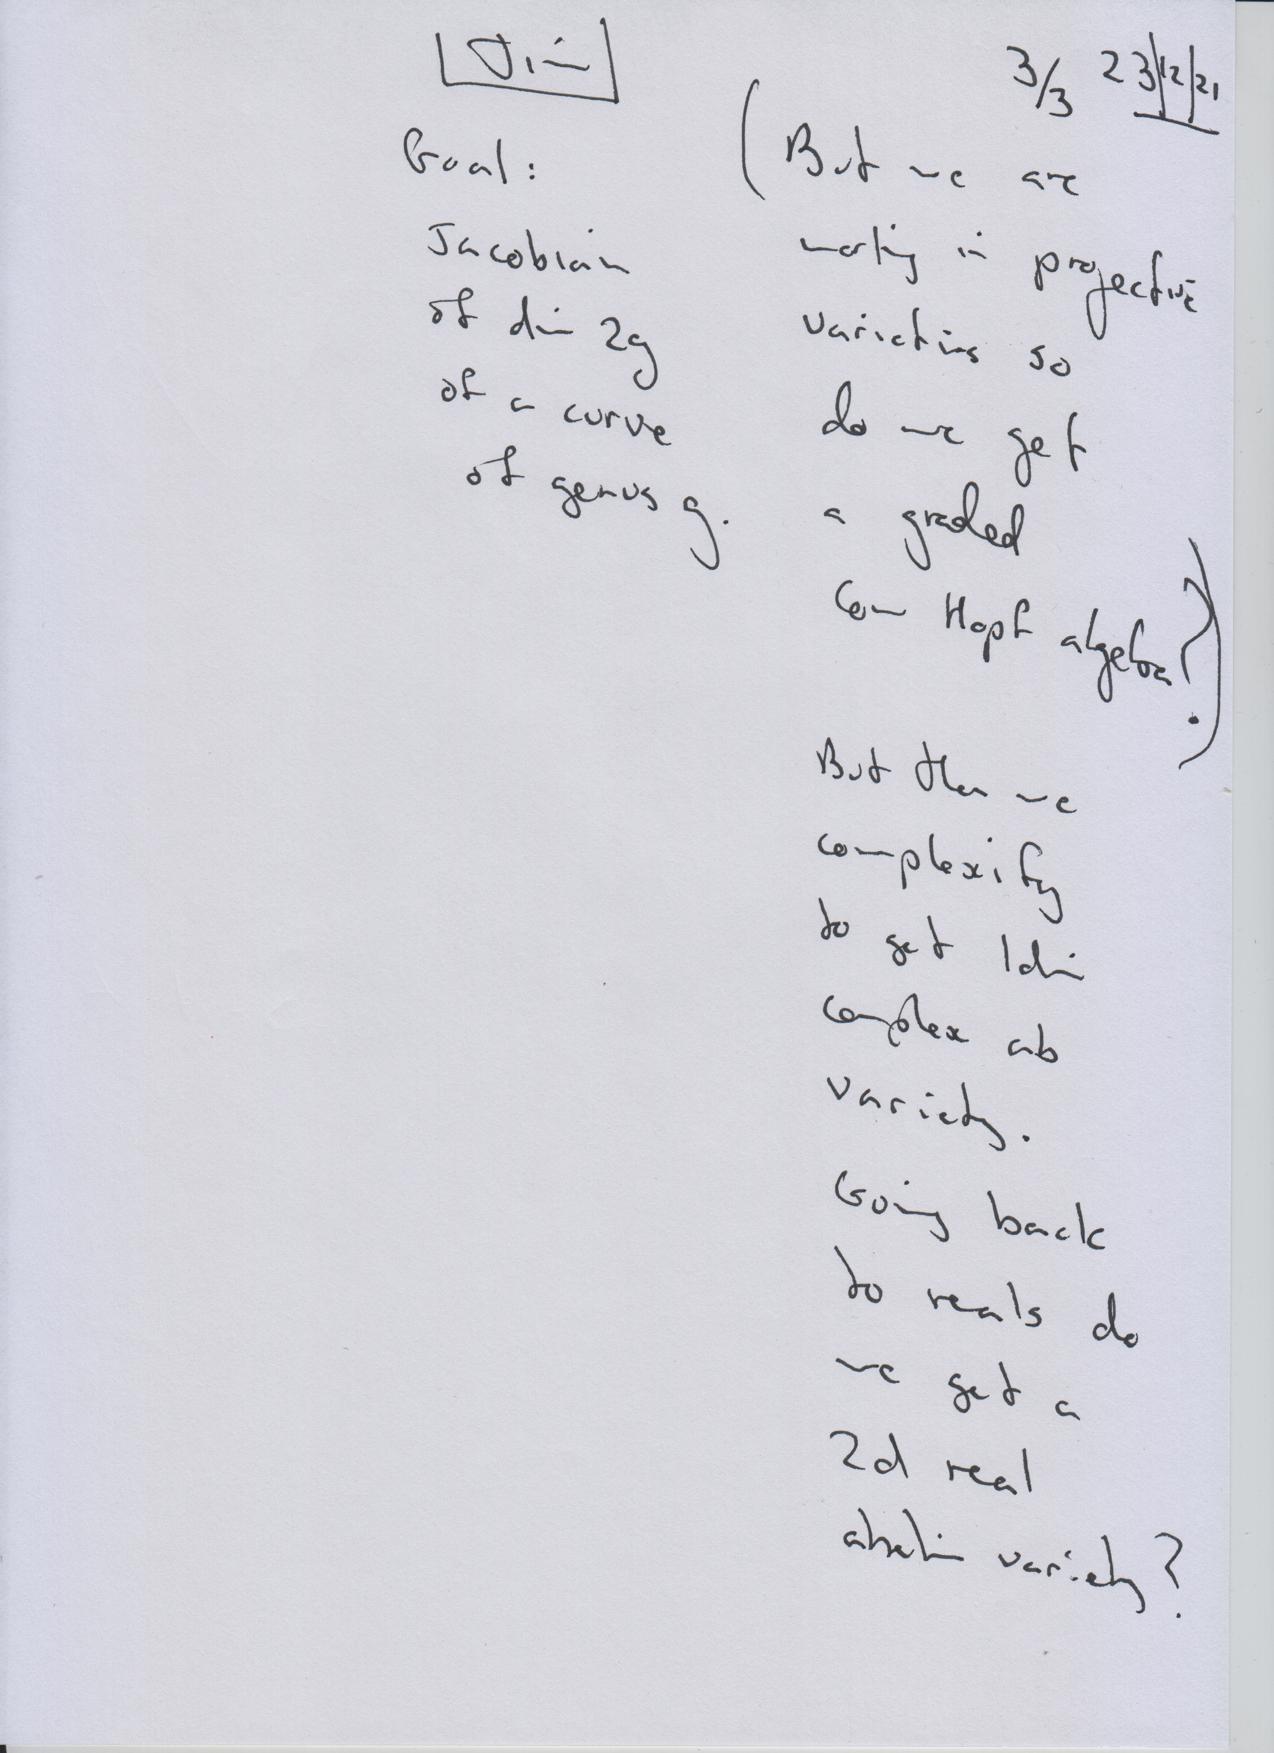 Jim
3/3 23/12/21
Goal:
Jacobian
of dim 2g
of a curve
of genus g.
(But we are
working in projective
varieties so
do we get
a graded
com Hopf algebra?)
But then we
complexify
to get 1dim
complex ab
variety.
Going back
to reals do
we get a
2d real
abelian variety?